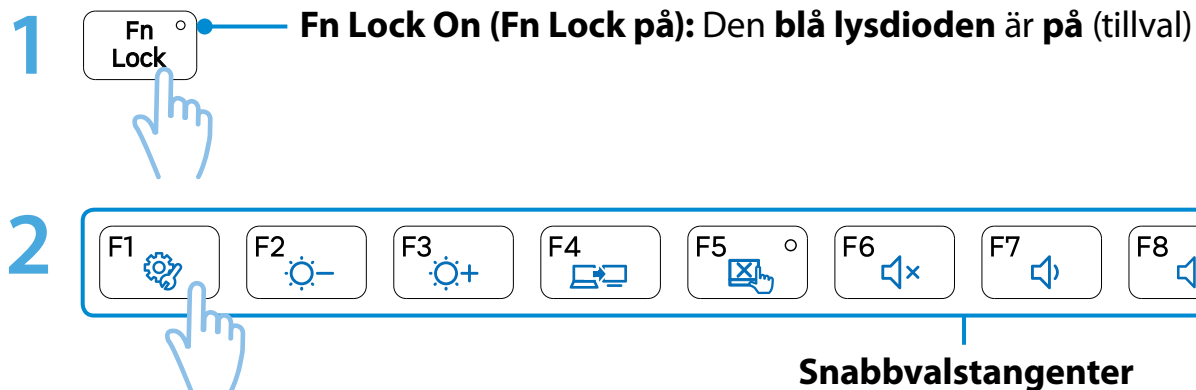 1
Fn
Lock
Fn Lock On (Fn Lock på): Den blå lysdioden är på (tillval)
2
F1 F2 F3 F4 F5 F6 F7 F8
Snabbvalstangenter